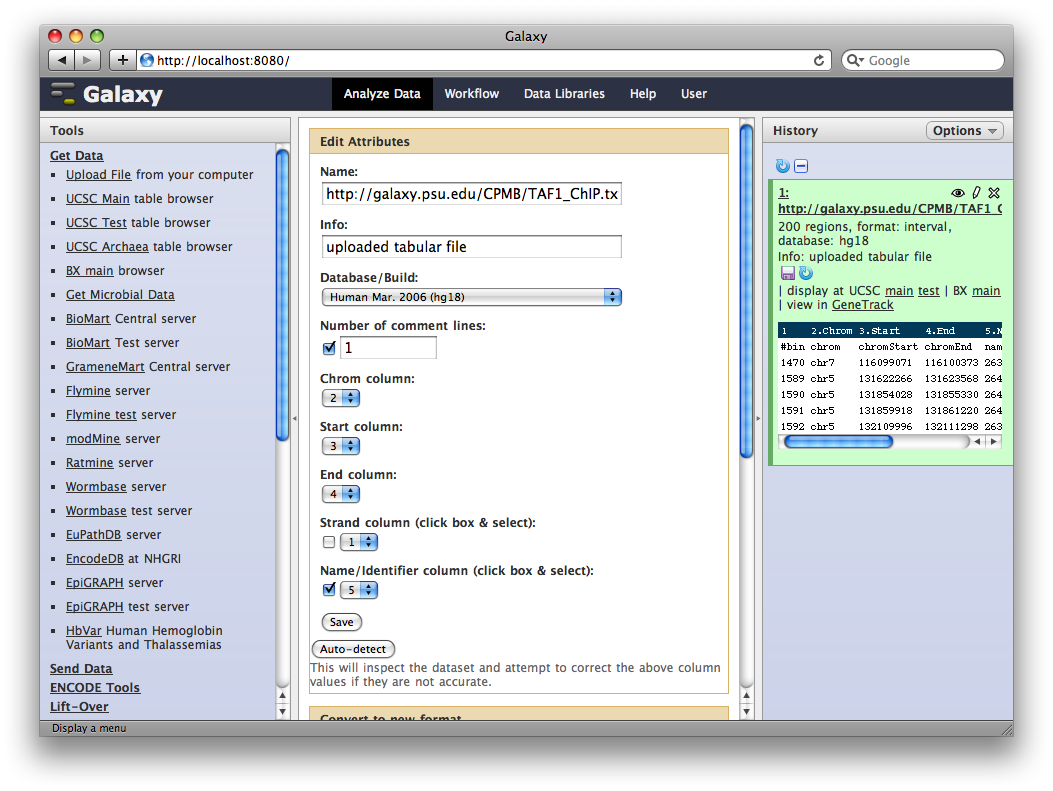 Galaxy
http://localhost:8080/
Google
Galaxy
Analyze Data Workflow Data Libraries Help User
Tools
Get Data
Upload File from your computer
UCSC Main table browser
UCSC Test table browser
UCSC Archaea table browser
BX main browser
Get Microbial Data
BioMart Central server
BioMart Test server
GrameneMart Central server
Flymine server
Flymine test server
modMine server
Ratmine server
Wormbase server
Wormbase test server
EuPathDB server
EncodeDB at NHGRI
EpiGRAPH server
EpiGRAPH test server
HbVar Human Hemoglobin
Variants and Thalassemias
Send Data
ENCODE Tools
Lift-Over
Edit Attributes
Name:
http://galaxy.psu.edu/CPMB/TAF1_ChIP.tx
Info:
uploaded tabular file
Database/Build:
Human Mar. 2006 (hg18)
Number of comment lines:
1
Chrom column:
2
Start column:
3
End column:
4
Strand column (click box & select):
1
Name/Identifier column (click box & select):
5
Save
Auto-detect
This will inspect the dataset and attempt to correct the above column
values if they are not accurate.
Convert to new format
History
Options
1:
http://galaxy.psu.edu/CPMB/TAF1_C
200 regions, format: interval,
database: hg18
Info: uploaded tabular file
| display at UCSC main test | BX main
| view in GeneTrack
1 2.Chrom 3.Start 4.End 5.N
#bin chrom chromStart chromEnd nam
1470 chr7 116099071 116100373 263
1589 chr5 131622266 131623568 264
1590 chr5 131854028 131855330 264
1591 chr5 131859918 131861220 264
1592 chr5 132109996 132111298 263
Display a menu